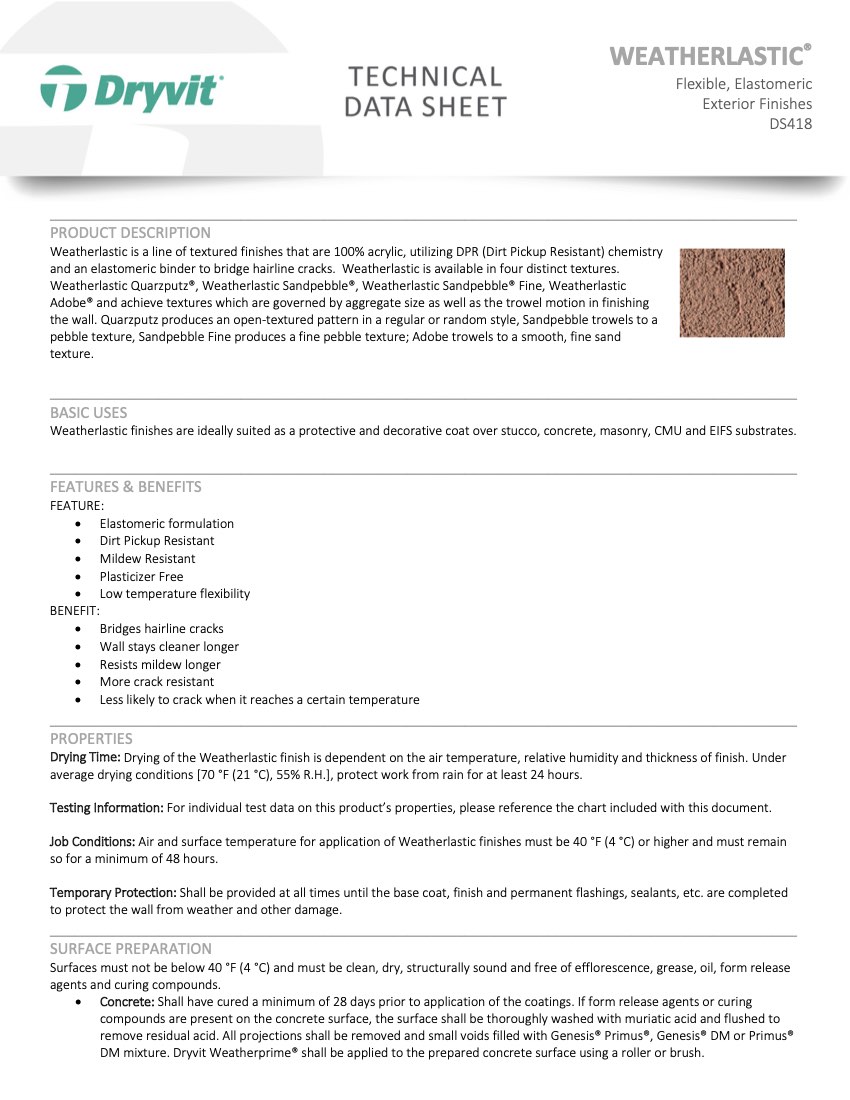 Dryvit
TECHNICAL
DATA SHEET
WEATHERLASTIC®
Flexible, Elastomeric
Exterior Finishes
DS418
PRODUCT DESCRIPTION
Weatherlastic is a line of textured finishes that are 100% acrylic, utilizing DPR (Dirt Pickup Resistant) chemistry
and an elastomeric binder to bridge hairline cracks.  Weatherlastic is available in four distinct textures.
Weatherlastic Quarzputz®, Weatherlastic Sandpebble®, Weatherlastic Sandpebble® Fine, Weatherlastic
Adobe® and achieve textures which are governed by aggregate size as well as the trowel motion in finishing
the wall. Quarzputz produces an open-textured pattern in a regular or random style, Sandpebble trowels to a
pebble texture, Sandpebble Fine produces a fine pebble texture; Adobe trowels to a smooth, fine sand
texture.
BASIC USES
Weatherlastic finishes are ideally suited as a protective and decorative coat over stucco, concrete, masonry, CMU and EIFS substrates.
FEATURES & BENEFITS
FEATURE:
• Elastomeric formulation
• Dirt Pickup Resistant
• Mildew Resistant
• Plasticizer Free
• Low temperature flexibility
BENEFIT:
• Bridges hairline cracks
• Wall stays cleaner longer
• Resists mildew longer
• More crack resistant
• Less likely to crack when it reaches a certain temperature
PROPERTIES
Drying Time: Drying of the Weatherlastic finish is dependent on the air temperature, relative humidity and thickness of finish. Under
average drying conditions [70 °F (21 °C), 55% R.H.], protect work from rain for at least 24 hours.
Testing Information: For individual test data on this product's properties, please reference the chart included with this document.
Job Conditions: Air and surface temperature for application of Weatherlastic finishes must be 40 °F (4 °C) or higher and must remain
so for a minimum of 48 hours.
Temporary Protection: Shall be provided at all times until the base coat, finish and permanent flashings, sealants, etc. are completed
to protect the wall from weather and other damage.
SURFACE PREPARATION
Surfaces must not be below 40 °F (4 °C) and must be clean, dry, structurally sound and free of efflorescence, grease, oil, form release
agents and curing compounds.
• Concrete: Shall have cured a minimum of 28 days prior to application of the coatings. If form release agents or curing
compounds are present on the concrete surface, the surface shall be thoroughly washed with muriatic acid and flushed to
remove residual acid. All projections shall be removed and small voids filled with Genesis® Primus®, Genesis® DM or Primus®
DM mixture. Dryvit Weatherprime® shall be applied to the prepared concrete surface using a roller or brush.